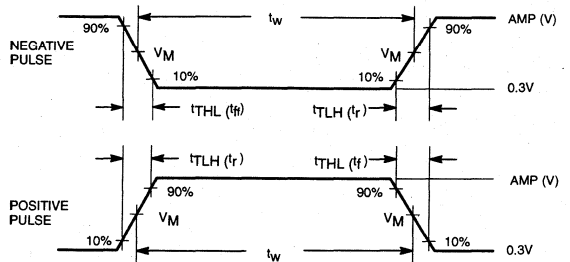 tw
AMP (V)
90%
90%
NEGATIVE
PULSE
VM
VM
10%
10%
0.3V
tTHL (tff)
tTLH (tr)
tTLH (tr)
tTHL (tf)
AMP (V)
90%
90%
POSITIVE
PULSE
VM
VM
10%
10%
0.3V
tw